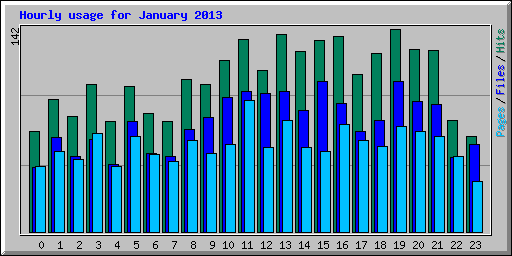 Hourly usage for January 2013
142
Pages / Files / Hits
0 1 2 3 4 5 6 7 8 9 10 11 12 13 14 15 16 17 18 19 20 21 22 23